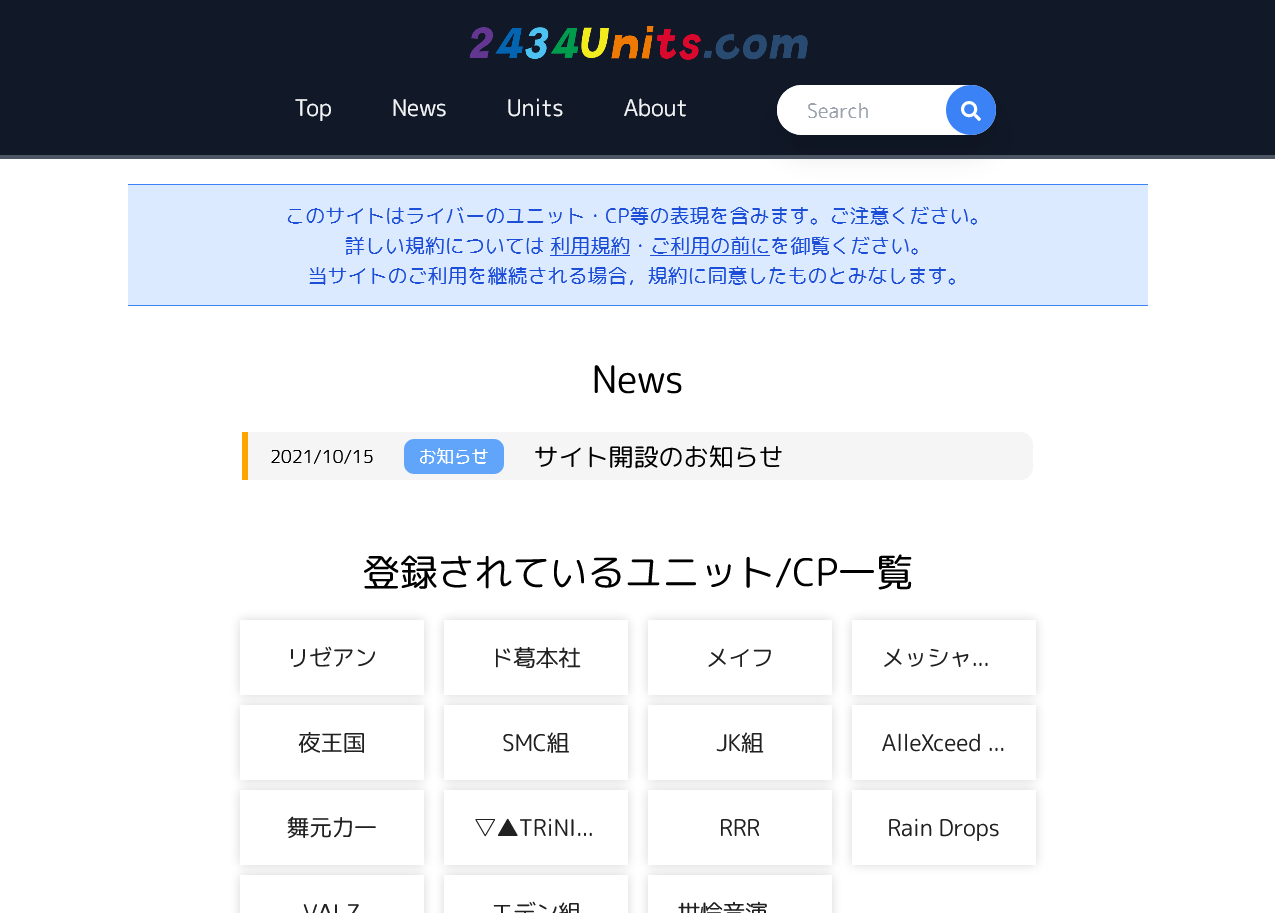 2434Units.com
Top News Units About Search
このサイトはライバーのユニット・CP等の表現を含みます。ご注意ください。
詳しい規約については 利用規約・ご利用の前にを御覧ください。
当サイトのご利用を継続される場合，規約に同意したものとみなします。
News
2021/10/15 お知らせ サイト開設のお知らせ
登録されているユニット/CP一覧
リゼアン ド葛本社 メイフ メッシャ...
夜王国 SMC組 JK組 AlleXceed ...
舞元力一 ▽▲TRiNI... RRR Rain Drops
VALZ エデン組